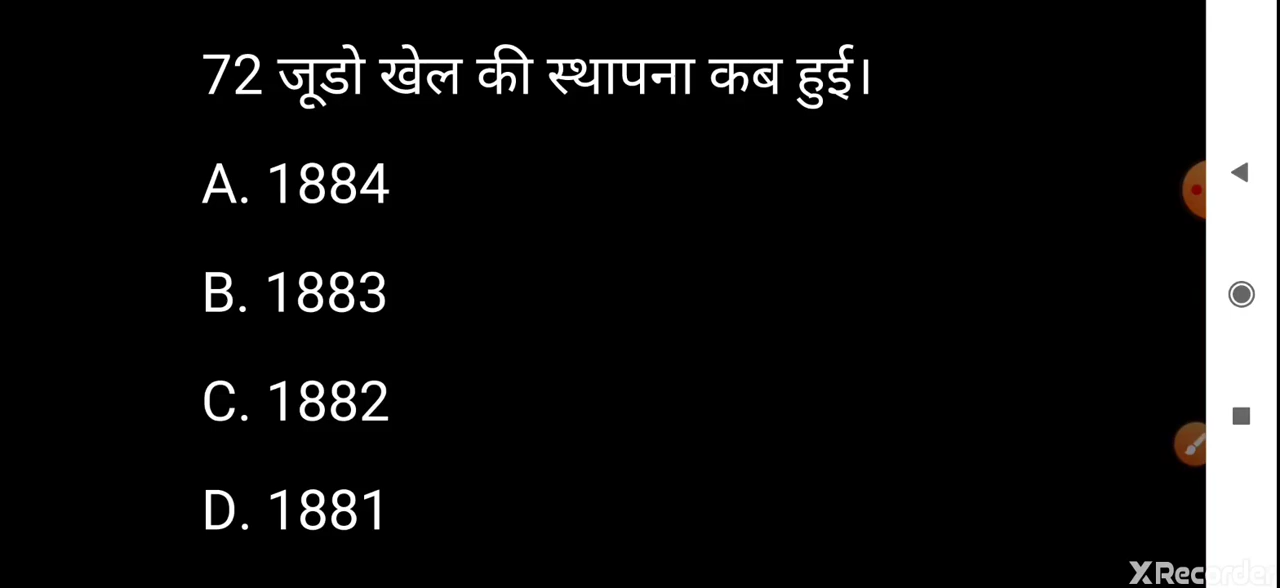 72 जूडो खेल की स्थापना कब हुई।
A. 1884
B. 1883
C. 1882
D. 1881
XRecorder